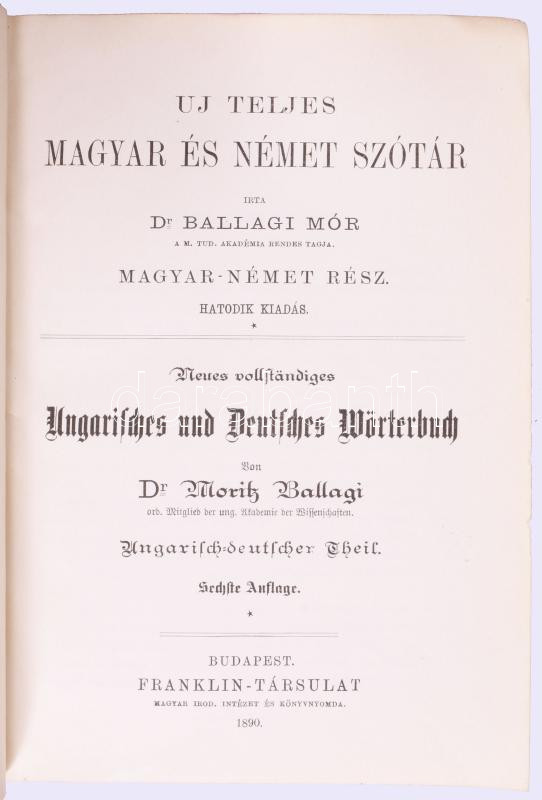 UJ TELJES
MAGYAR ÉS NÉMET SZÓTÁR
IRTA
Dr BALLAGI MÓR
A M. TUD. AKADÉMIA RENDES TAGJA.
MAGYAR-NÉMET RÉSZ.
HATODIK KIADÁS.
*
Neues vollständiges
darabanth
Ungarisches und Deutsches Wörterbuch
Von
Dr Moritz Ballagi
ord. Mitglied der ung. Akademie der Wissenschaften.
Ungarisch-deutscher Theil.
Sechste Auflage.
*
BUDAPEST.
FRANKLIN-TÁRSULAT
MAGYAR IROD. INTÉZET ÉS KÖNYVNYOMDA.
1890.